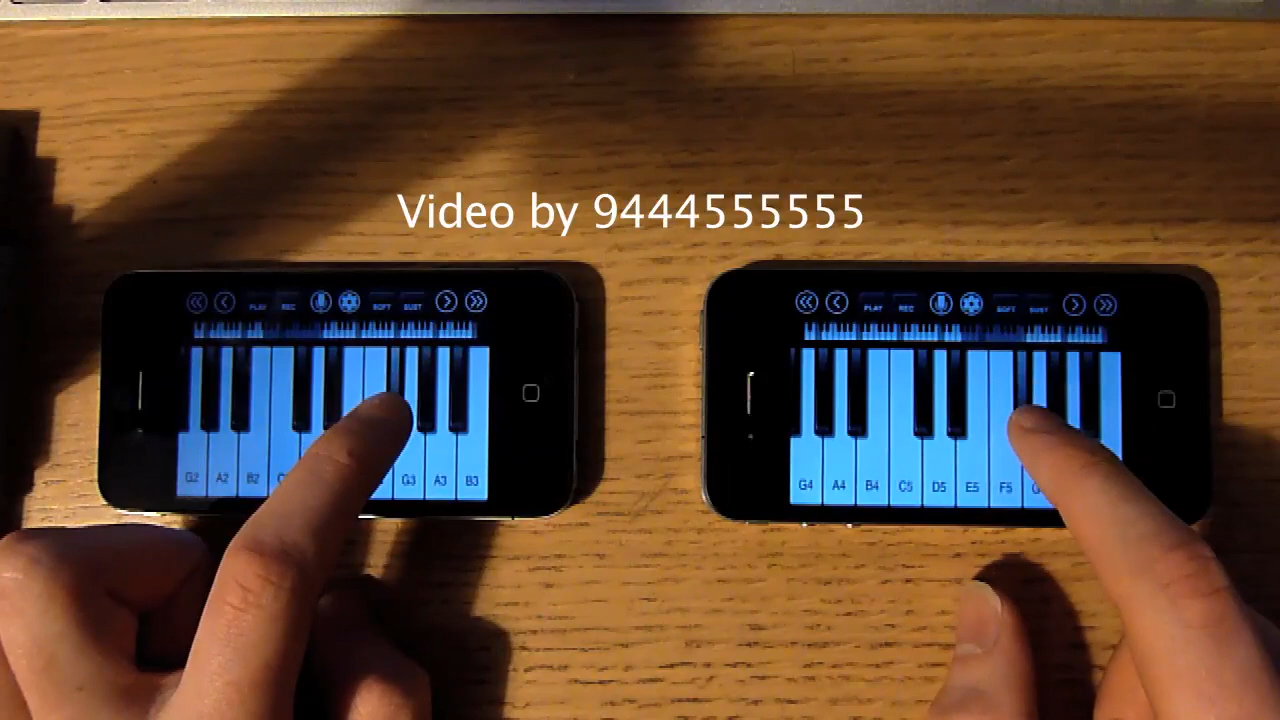 Video by 9444555555
PLAY REC SOFT SUST
PLAY REC SOFT SUST
G2 A2 B2 G3 A3 B3
G4 A4 B4 C5 D5 E5 F5